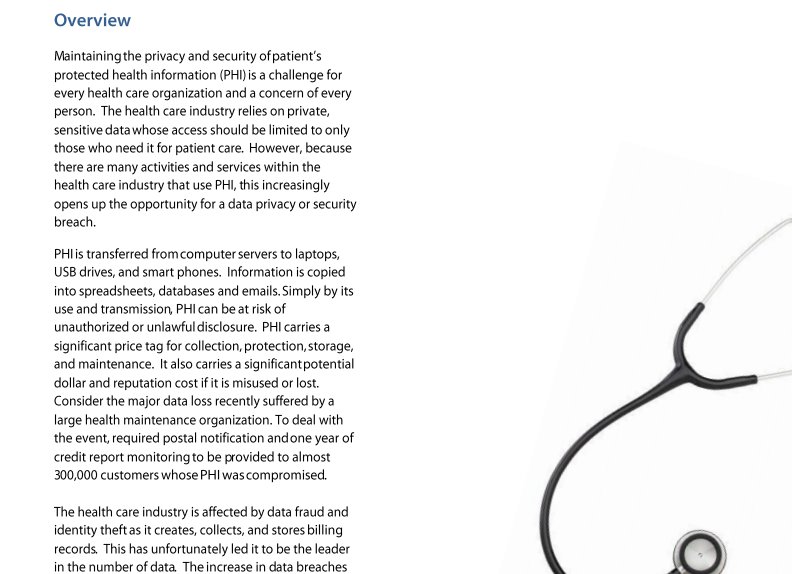 Overview
Maintaining the privacy and security of patient's
protected health information (PHI) is a challenge for
every health care organization and a concern of every
person. The health care industry relies on private,
sensitive data whose access should be limited to only
those who need it for patient care. However, because
there are many activities and services within the
health care industry that use PHI, this increasingly
opens up the opportunity for a data privacy or security
breach.
PHI is transferred from computer servers to laptops,
USB drives, and smart phones. Information is copied
into spreadsheets, databases and emails. Simply by its
use and transmission, PHI can be at risk of
unauthorized or unlawful disclosure. PHI carries a
significant price tag for collection, protection, storage,
and maintenance. It also carries a significant potential
dollar and reputation cost if it is misused or lost.
Consider the major data loss recently suffered by a
large health maintenance organization. To deal with
the event, required postal notification and one year of
credit report monitoring to be provided to almost
300,000 customers whose PHI was compromised.
The health care industry is affected by data fraud and
identity theft as it creates, collects, and stores billing
records. This has unfortunately led it to be the leader
in the number of data. The increase in data breaches